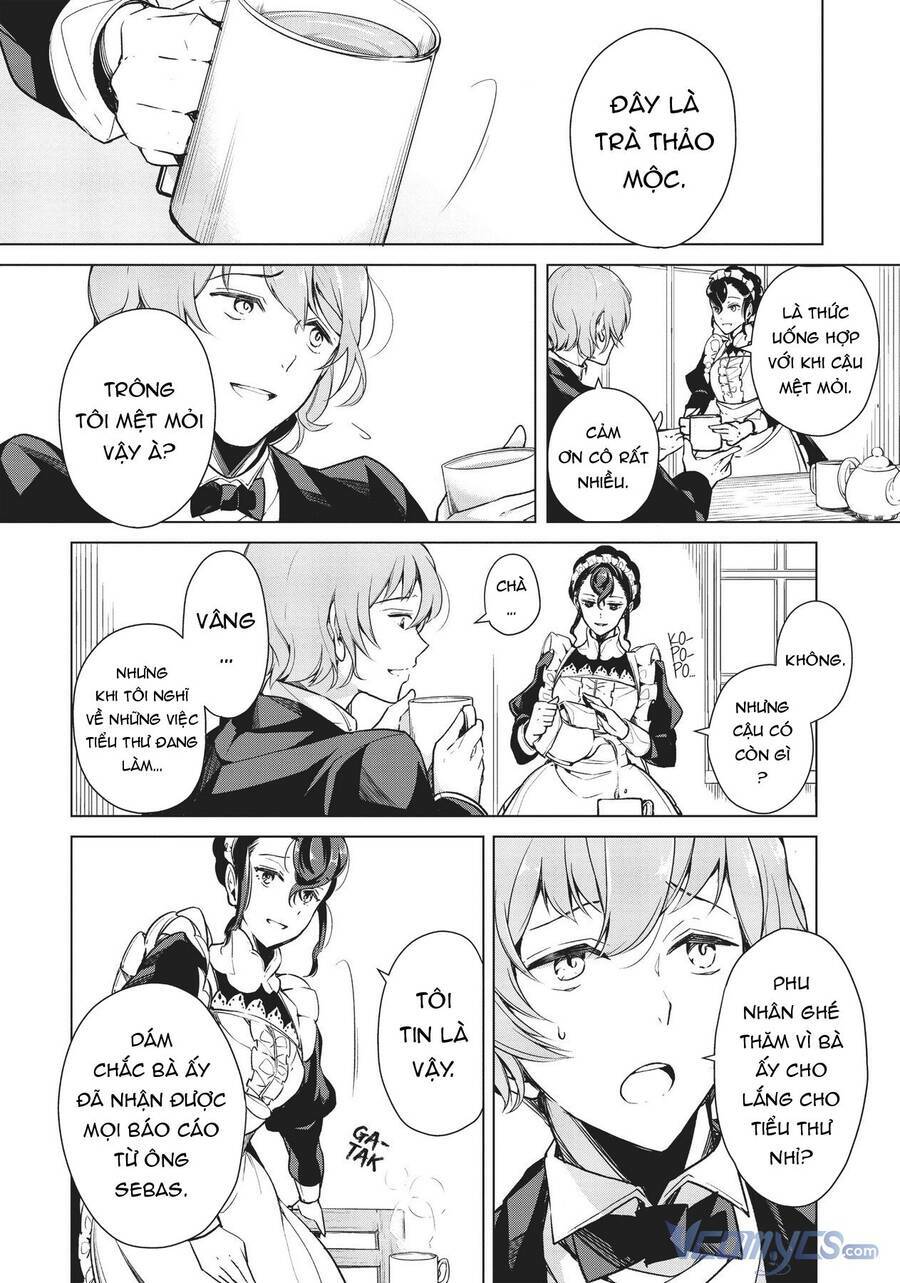 ĐÂY LÀ
TRÀ THẢO
MỘC.
LÀ THỨC
UỐNG HỢP
VỚI KHI CẬU
MỆT MỎI.
CẢM
ƠN CÔ RẤT
NHIỀU.
TRÔNG
TÔI MỆT MỎI
VẬY À?
KHÔNG.
NHƯNG
CẬU CÓ
CÒN GÌ
?
KO-
PO-
PO...
CHÀ
...
VÂNG
...
NHƯNG
KHI TÔI NGHĨ
VỀ NHỮNG VIỆC
TIỂU THƯ ĐANG
LÀM...
PHU
NHÂN GHÉ
THĂM VÌ BÀ
ẤY CHO
LẮNG CHO
TIỂU THƯ
NHỈ?
TÔI
TIN LÀ
VẬY.
DÁM
CHẮC BÀ ẤY
ĐÃ NHẬN ĐƯỢC
MỌI BÁO CÁO
TỪ ÔNG
SEBAS.
GA-
TAK
VCOMYCS.com